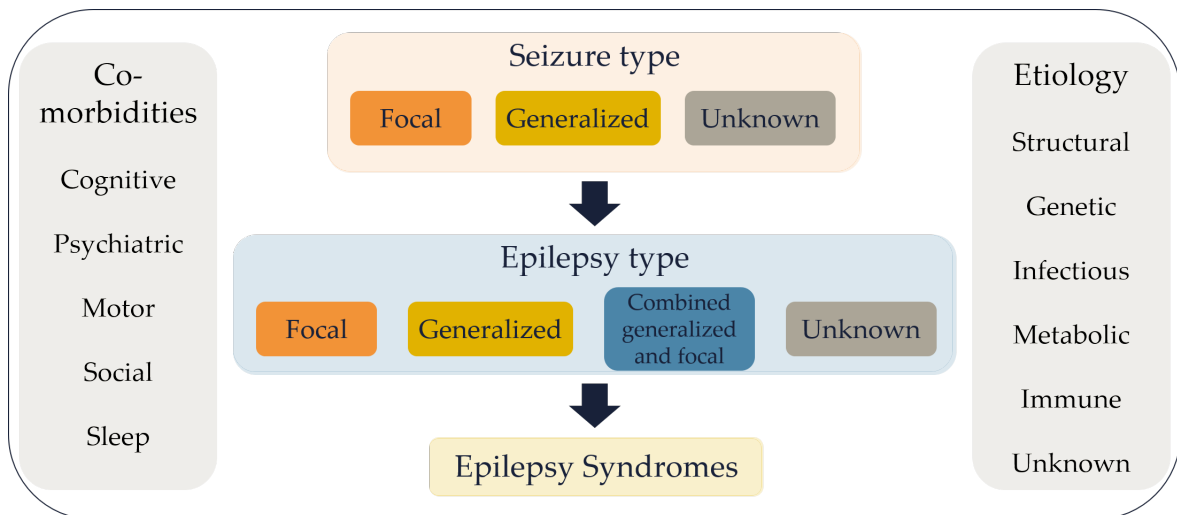 Co-
morbidities
Cognitive
Psychiatric
Motor
Social
Sleep
Seizure type
Focal
Generalized
Unknown
Epilepsy type
Focal
Generalized
Combined
generalized
and focal
Unknown
Epilepsy Syndromes
Etiology
Structural
Genetic
Infectious
Metabolic
Immune
Unknown